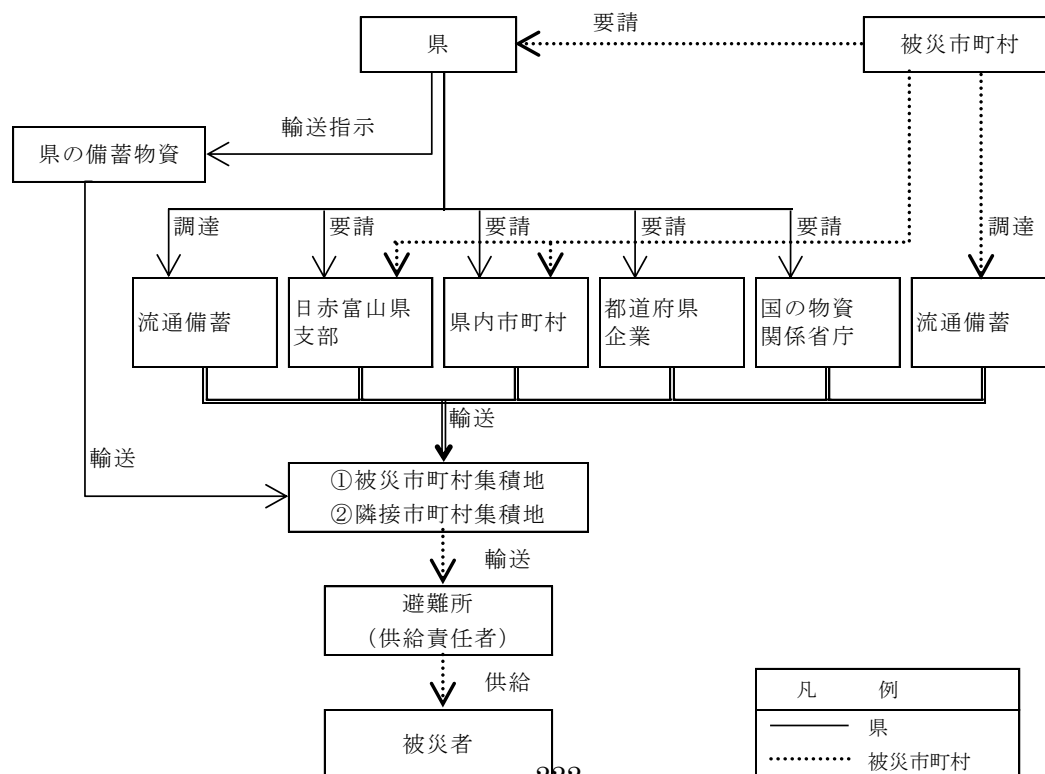 要請
県
被災市町村
輸送指示
県の備蓄物資
調達
要請
要請
要請
要請
調達
流通備蓄
日赤富山県
支部
県内市町村
都道府県
企業
国の物資
関係省庁
流通備蓄
輸送
輸送
①被災市町村集積地
②隣接市町村集積地
輸送
避難所
（供給責任者）
供給
被災者
凡　例
県
被災市町村